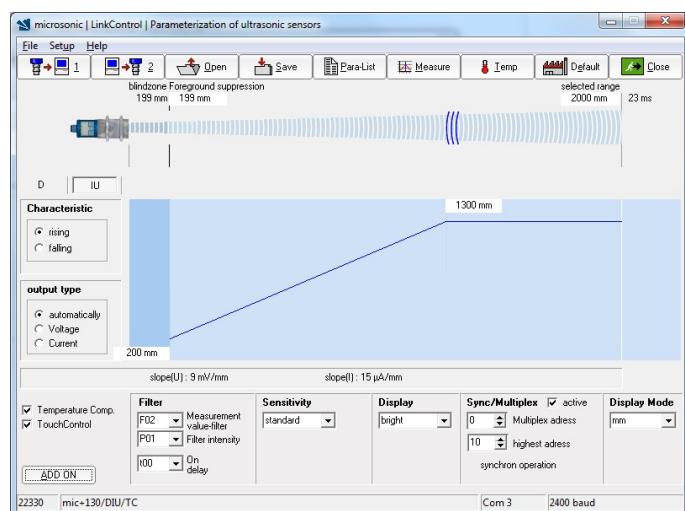 microsonic | LinkControl | Parameterization of ultrasonic sensors
File Setup Help
1 2 Open Save Para-List Measure Temp Default Close
blindzone Foreground suppression selected range
199 mm 199 mm 2000 mm 23 ms
D IU
Characteristic
rising
falling
1300 mm
output type
automatically
Voltage
Current
200 mm
slope(U) : 9 mV/mm slope(I) : 15 µA/mm
Temperature Comp.
TouchControl
ADD ON
Filter
F02 Measurement value-filter
P01 Filter intensity
t00 On delay
Sensitivity
standard
Display
bright
Sync/Multiplex active
0 Multiplex adress
10 highest adress
synchron operation
Display Mode
mm
22330 mic+130/DIU/TC Com 3 2400 baud